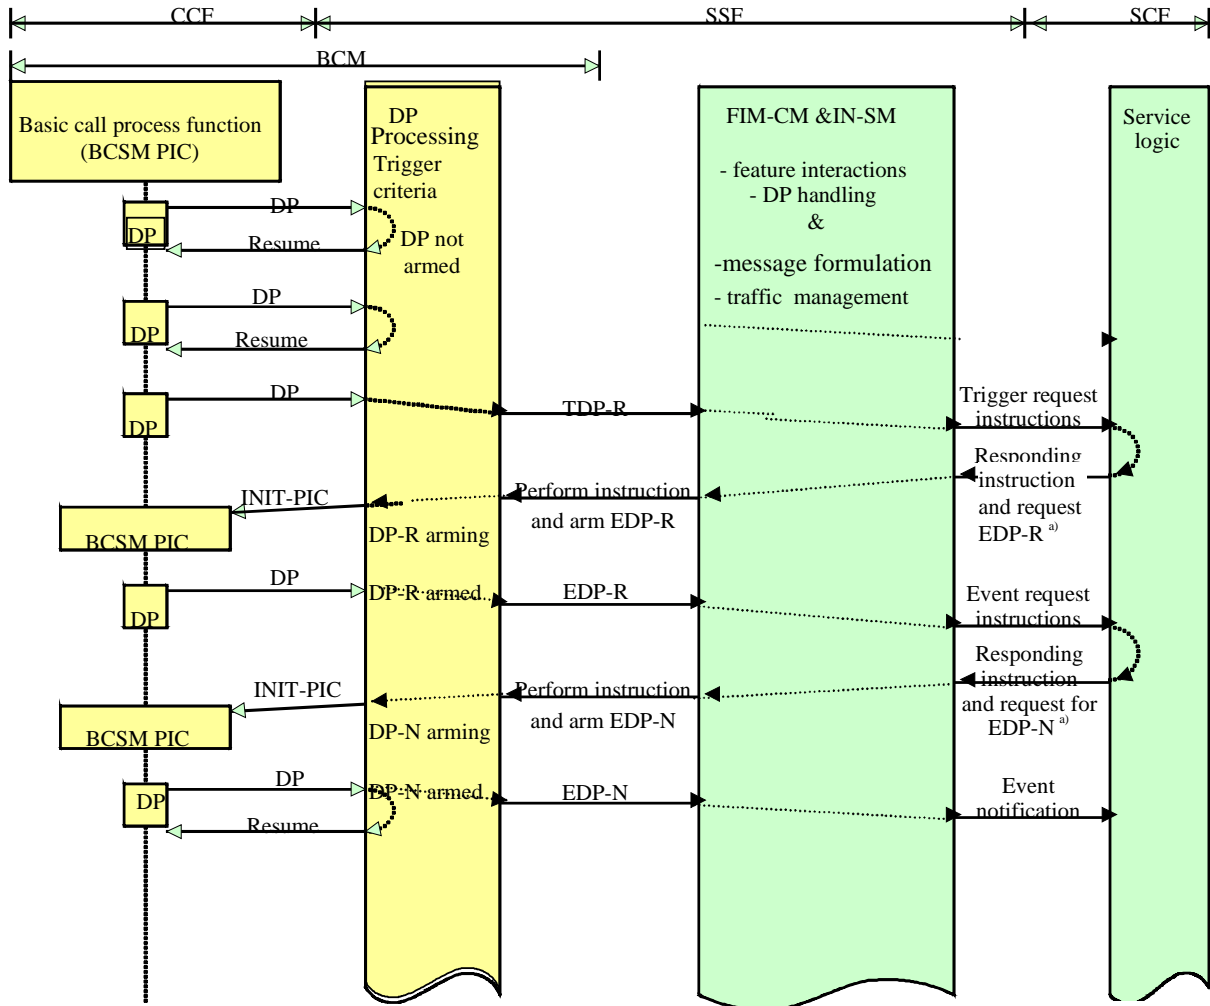 CCF SSF SCF
BCM
Basic call process function
(BCSM PIC)
DP
Processing
Trigger
criteria
FIM-CM &IN-SM
- feature interactions
- DP handling
&
-message formulation
- traffic  management
Service
logic
DP
DP
Resume
DP not
armed
DP
DP
Resume
DP
DP
TDP-R
Trigger request
instructions
Responding
instruction
and request
EDP-R a)
Perform instruction
and arm EDP-R
INIT-PIC
DP-R arming
BCSM PIC
DP
DP
DP-R armed
EDP-R
Event request
instructions
Responding
instruction
and request for
EDP-N a)
Perform instruction
and arm EDP-N
INIT-PIC
DP-N arming
BCSM PIC
DP
DP
DP-N armed
EDP-N
Event
notification
Resume